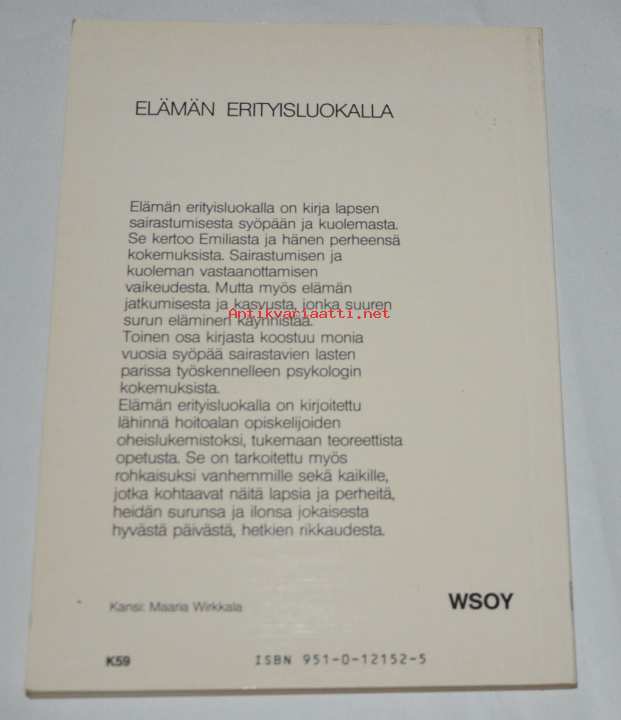 ELÄMÄN ERITYISLUOKALLA
Elämän erityisluokalla on kirja lapsen
sairastumisesta syöpään ja kuolemasta.
Se kertoo Emiliasta ja hänen perheensä
kokemuksista. Sairastumisen ja
kuoleman vastaanottamisen
vaikeudesta. Mutta myös elämän
jatkumisesta ja kasvusta, jonka suuren
Antikvariaatti.net
surun eläminen käynnistää.
Toinen osa kirjasta koostuu monia
vuosia syöpää sairastavien lasten
parissa työskennelleen psykologin
kokemuksista.
Elämän erityisluokalla on kirjoitettu
lähinnä hoitoalan opiskelijoiden
oheislukemistoksi, tukemaan teoreettista
opetusta. Se on tarkoitettu myös
rohkaisuksi vanhemmille sekä kaikille,
jotka kohtaavat näitä lapsia ja perheitä,
heidän surunsa ja ilonsa jokaisesta
hyvästä päivästä, hetkien rikkaudesta.
Kansi: Maaria Wirkkala
WSOY
K59
ISBN 951-0-12152-5